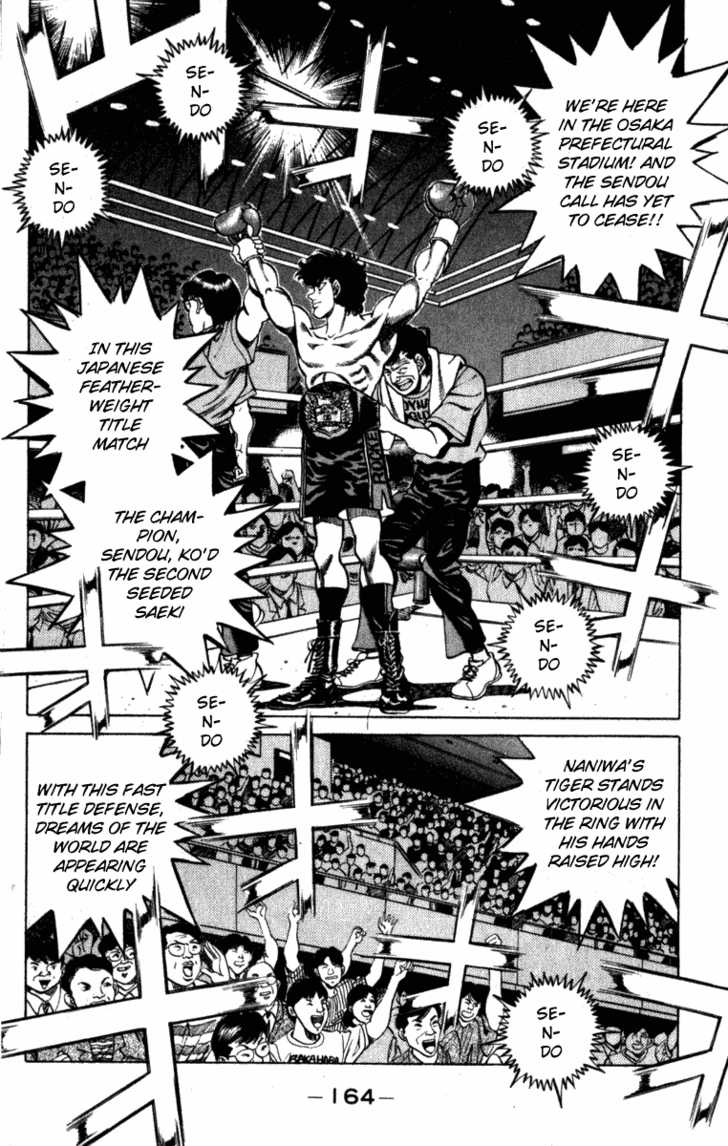 WE'RE HERE
IN THE OSAKA
PREFECTURAL
STADIUM! AND
THE SENDOU
CALL HAS YET
TO CEASE!!
SE-
N-
DO
SE-
N-
DO
SE-
N-
DO
IN THIS
JAPANESE
FEATHER-
WEIGHT
TITLE
MATCH
THE CHAM-
PION,
SENDOU, KO'D
THE SECOND
SEEDED
SAEKI
SE-
N-
DO
SE-
N-
DO
SE-
N-
DO
NANIWA'S
TIGER STANDS
VICTORIOUS IN
THE RING WITH
HIS HANDS
RAISED HIGH!
WITH THIS FAST
TITLE DEFENSE,
DREAMS OF THE
WORLD ARE
APPEARING
QUICKLY
SE-
N-
DO
—164—